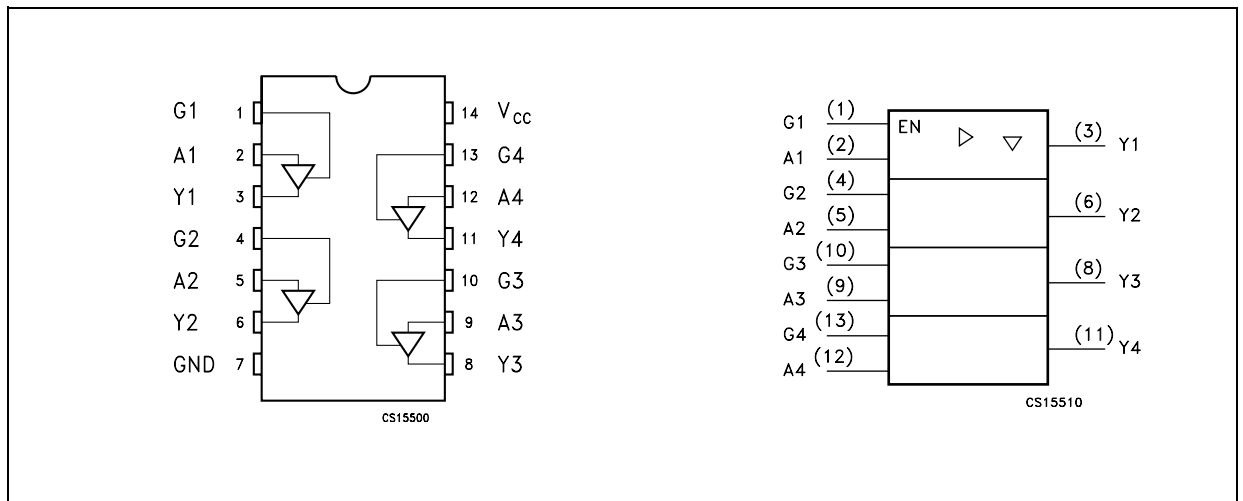 G1 1 14 VCC
A1 2 13 G4
Y1 3 12 A4
G2 4 11 Y4
A2 5 10 G3
Y2 6 9 A3
GND 7 8 Y3
CS15500
G1 (1) EN (3) Y1
A1 (2)
G2 (4) (6) Y2
A2 (5)
G3 (10) (8) Y3
A3 (9)
G4 (13) (11) Y4
A4 (12)
CS15510